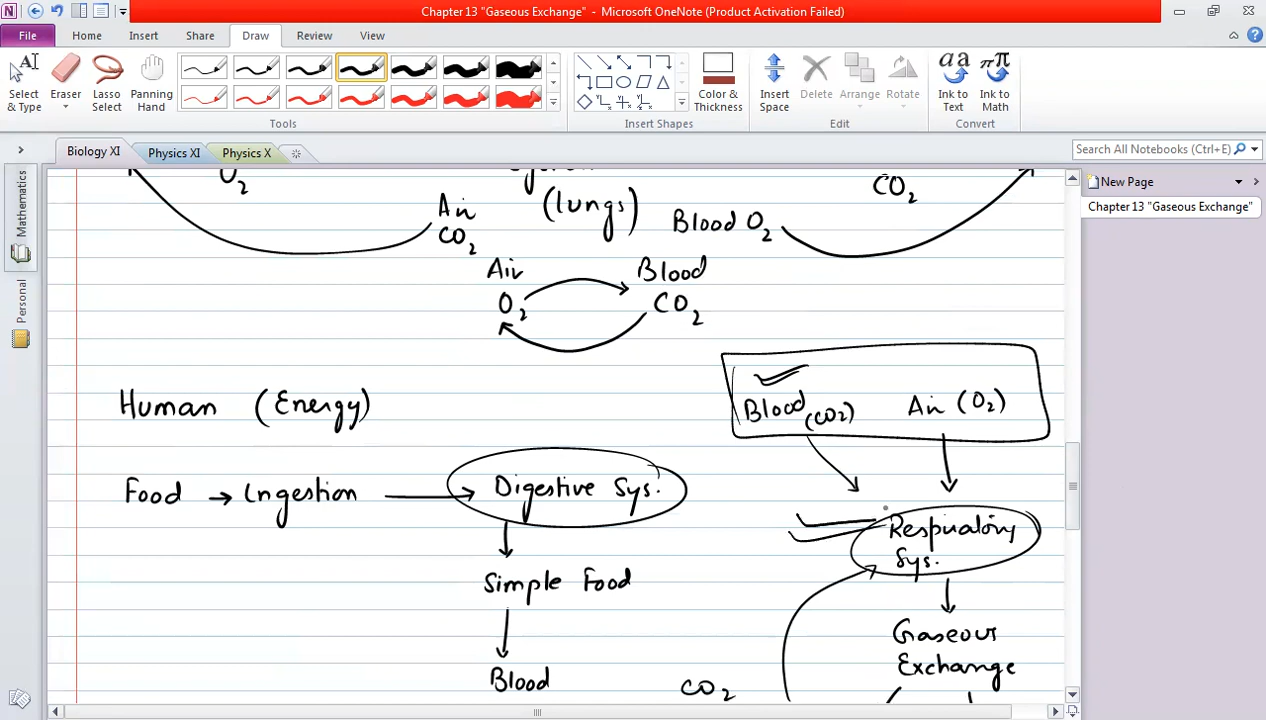 Chapter 13 "Gaseous Exchange" - Microsoft OneNote (Product Activation Failed)
File Home Insert Share Draw Review View
Select & Type
Eraser
Lasso Select
Panning Hand
Color & Thickness
Insert Space
Delete
Arrange
Rotate
Ink to Text
Ink to Math
Tools
Insert Shapes
Edit
Convert
Biology XI
Physics XI
Physics X
Search All Notebooks (Ctrl+E)
New Page
Chapter 13 "Gaseous Exchange"
Mathematics
Personal
O2
CO2
(lungs)
Air
CO2
Blood O2
Air
O2
Blood
CO2
Human (Energy)
Blood (CO2)
Air (O2)
Food → Ingestion
Digestive Sys.
Respiratory
Sys.
Simple Food
Gaseous
Exchange
Blood
CO2